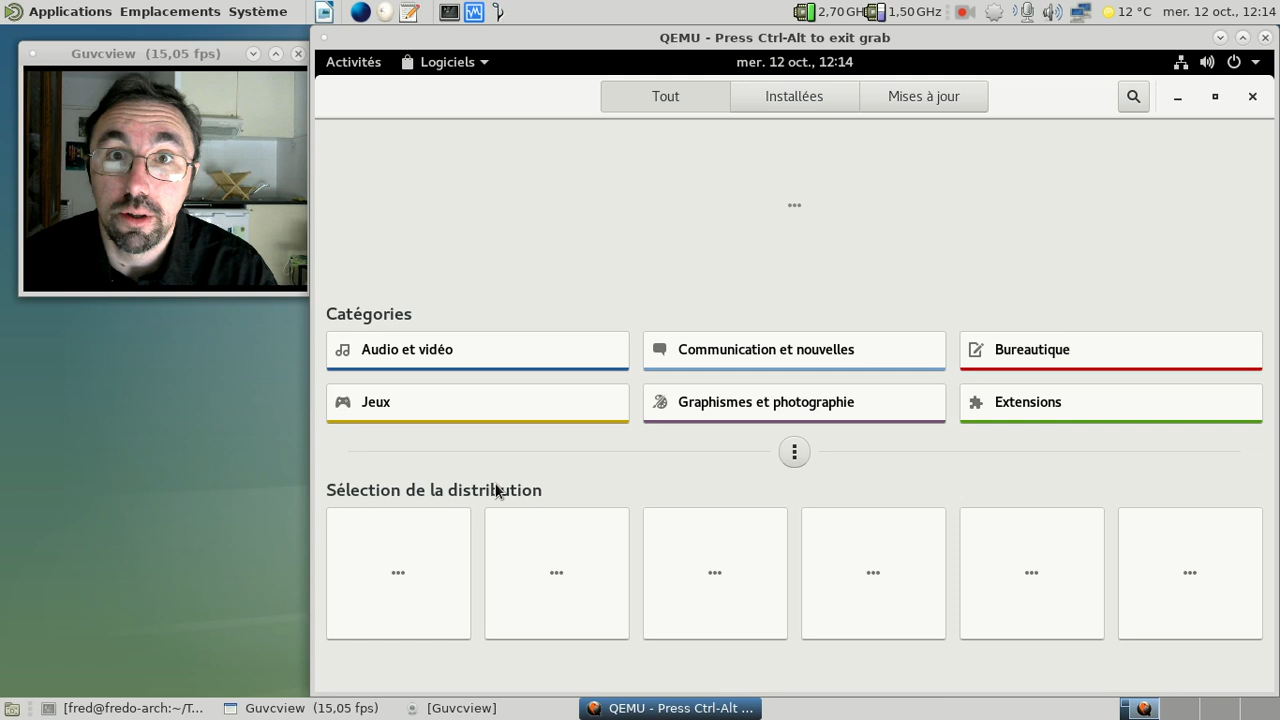 Applications Emplacements Système
2,70 GH
1,50 GHz
12 °C
mer. 12 oct., 12:14
Guvcview (15,05 fps)
QEMU - Press Ctrl-Alt to exit grab
Activités
Logiciels
mer. 12 oct., 12:14
Tout
Installées
Mises à jour
Catégories
Audio et vidéo
Communication et nouvelles
Bureautique
Jeux
Graphismes et photographie
Extensions
Sélection de la distribution
[fred@fredo-arch:~/T...
Guvcview (15,05 fps)
[Guvcview]
QEMU - Press Ctrl-Alt ...